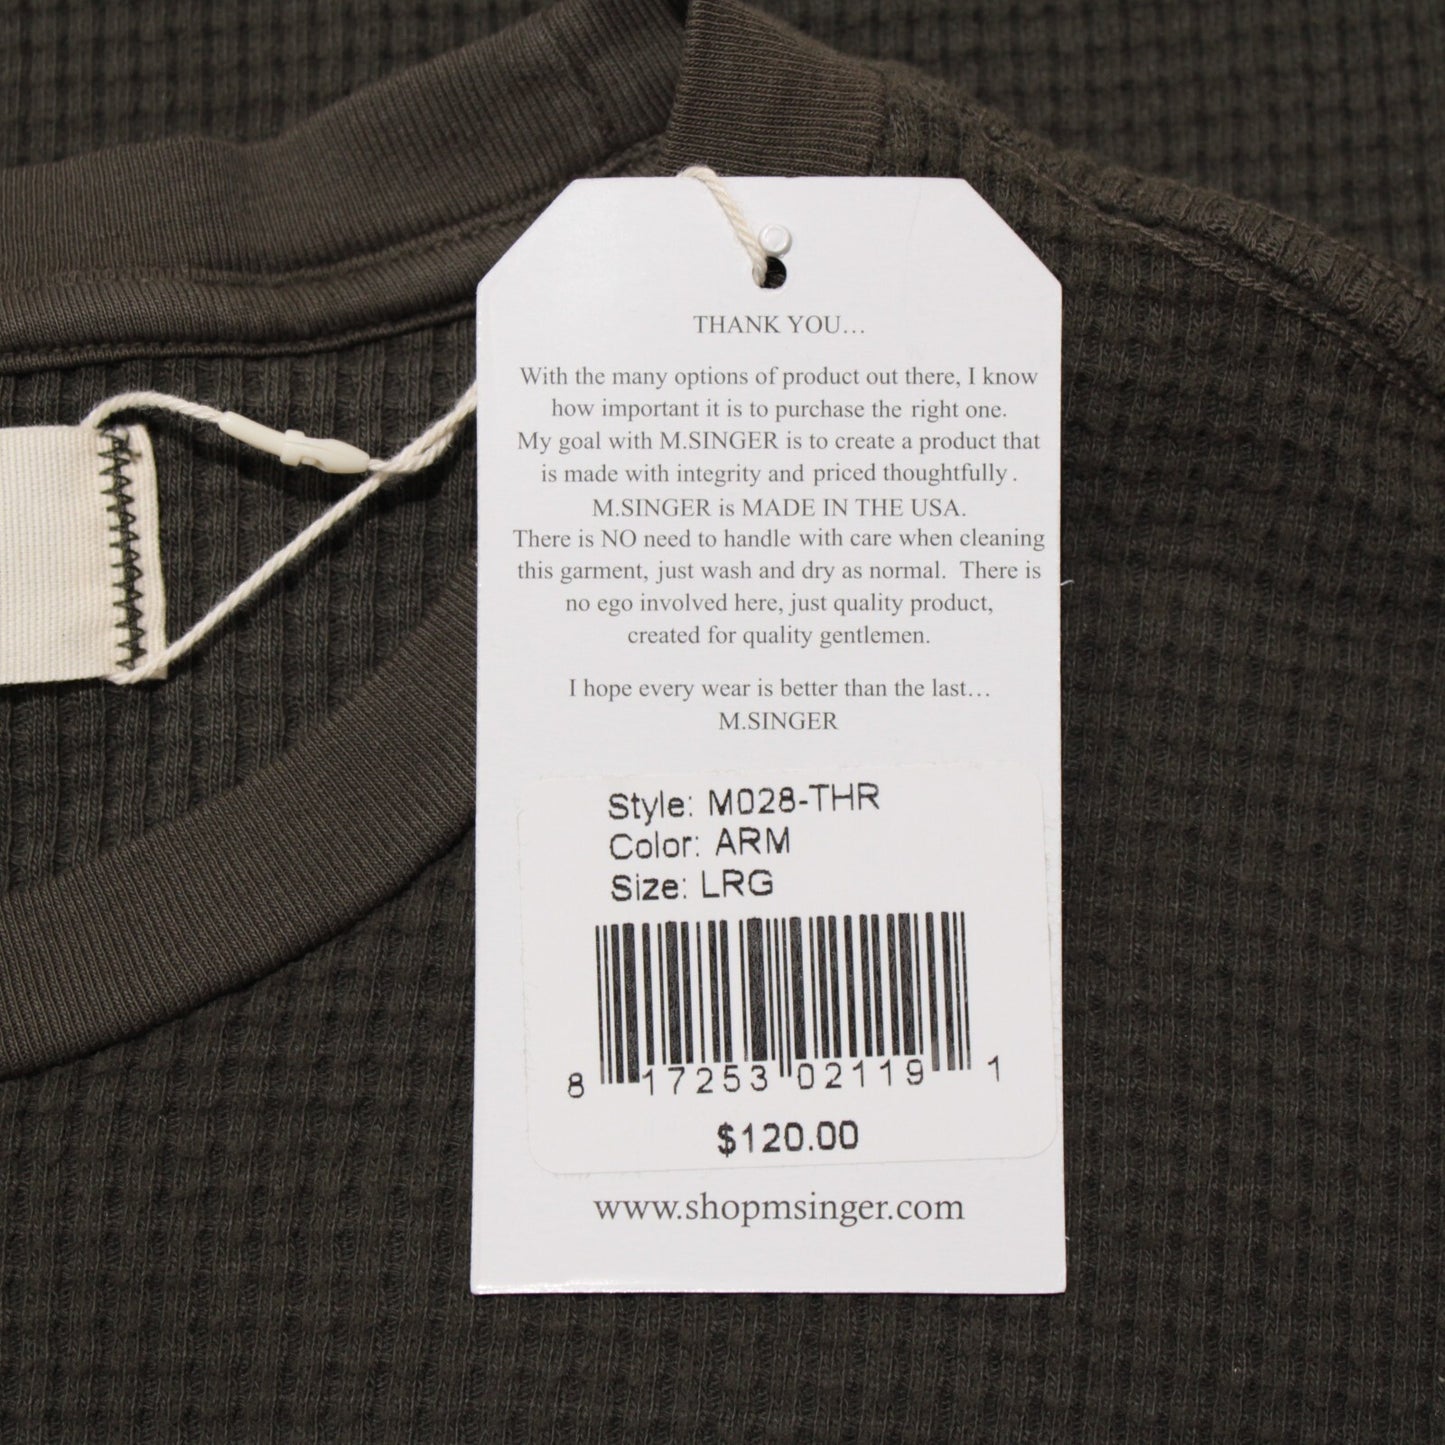 THANK YOU…
With the many options of product out there, I know
how important it is to purchase the right one.
My goal with M.SINGER is to create a product that
is made with integrity and priced thoughtfully .
M.SINGER is MADE IN THE USA.
There is NO need to handle with care when cleaning
this garment, just wash and dry as normal.  There is
no ego involved here, just quality product,
created for quality gentlemen.
I hope every wear is better than the last…
M.SINGER
Style: M028-THR
Color: ARM
Size: LRG
8 17253 02119 1
$120.00
www.shopmsinger.com